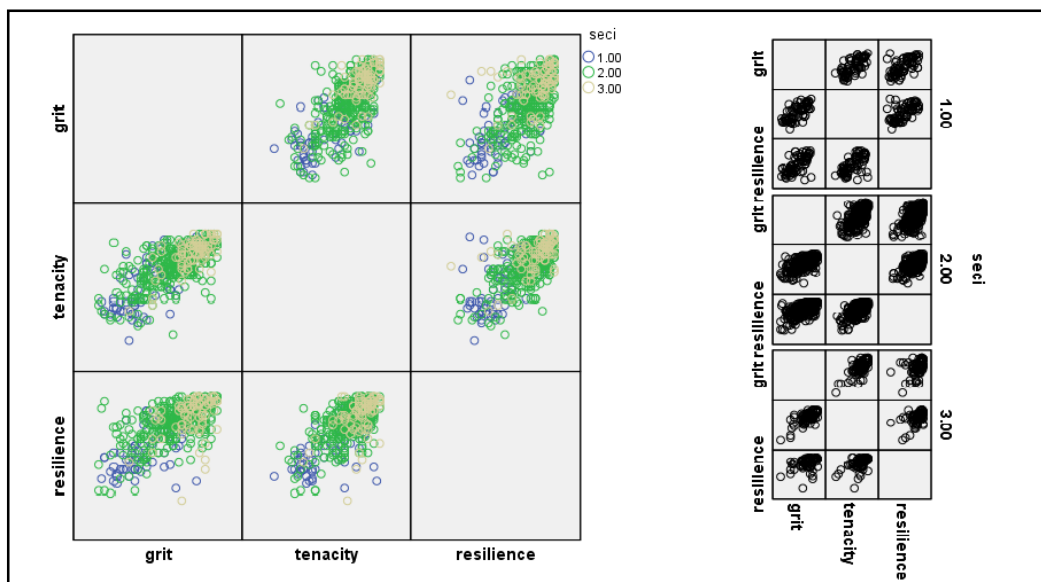 seci
1.00
2.00
3.00
grit
tenacity
resilience
grit
tenacity
resilience
grit
resilience
grit
resilience
grit
resilience
1.00
2.00
3.00
seci
grit
tenacity
resilience